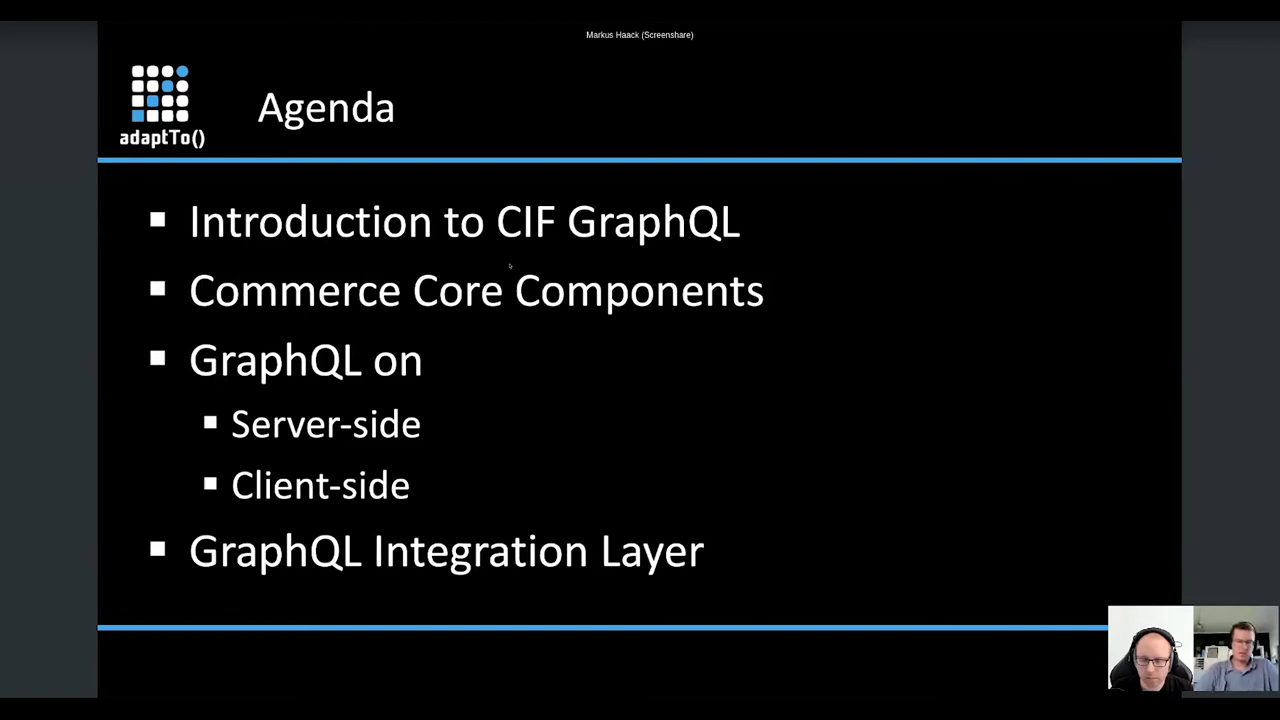 Markus Haack (Screenshare)
adaptTo()
Agenda
Introduction to CIF GraphQL
Commerce Core Components
GraphQL on
Server-side
Client-side
GraphQL Integration Layer